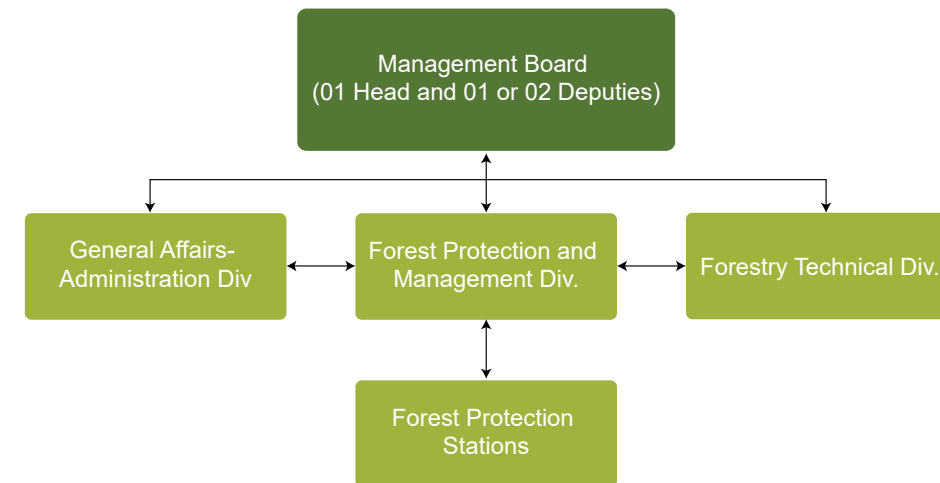 Management Board
(01 Head and 01 or 02 Deputies)
General Affairs-
Administration Div
Forest Protection and
Management Div.
Forestry Technical Div.
Forest Protection
Stations